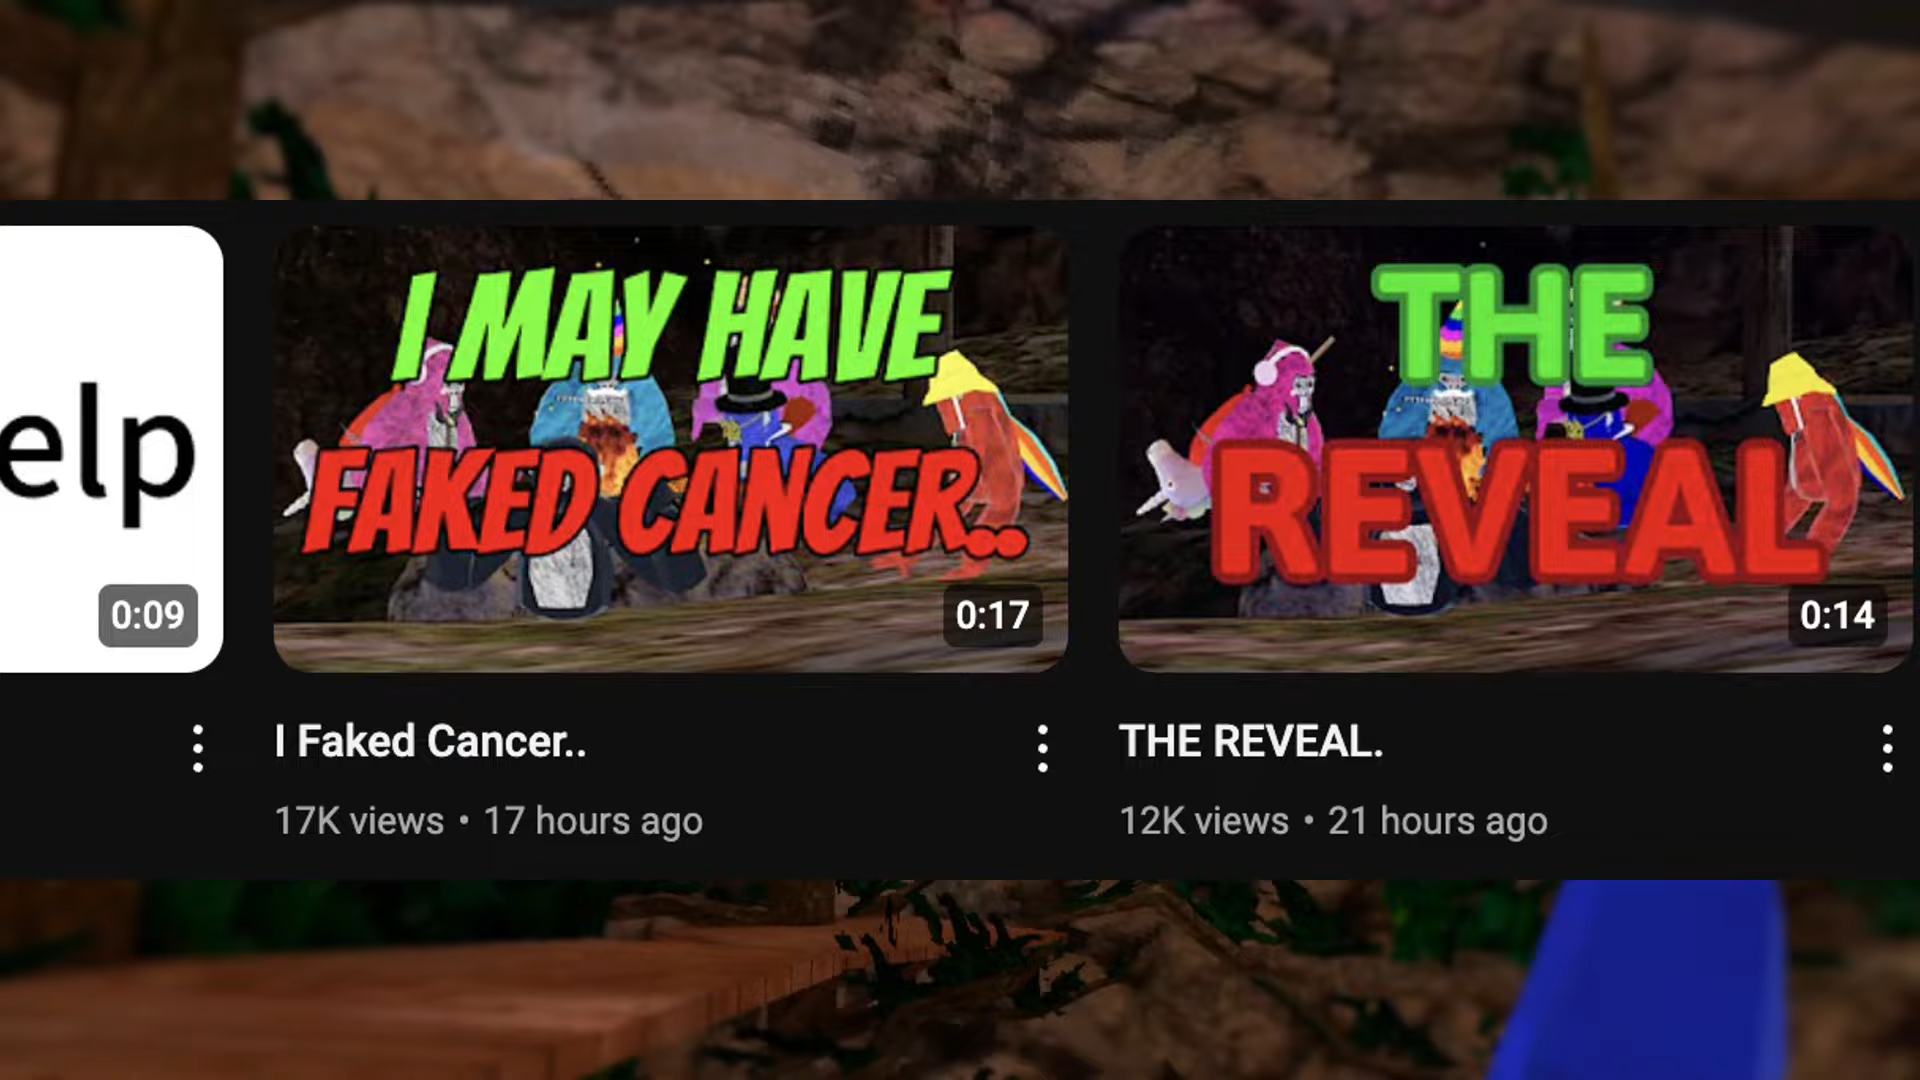 elp
0:09
I MAY HAVE
FAKED CANCER..
0:17
I Faked Cancer..
17K views • 17 hours ago
THE
REVEAL
0:14
THE REVEAL.
12K views • 21 hours ago